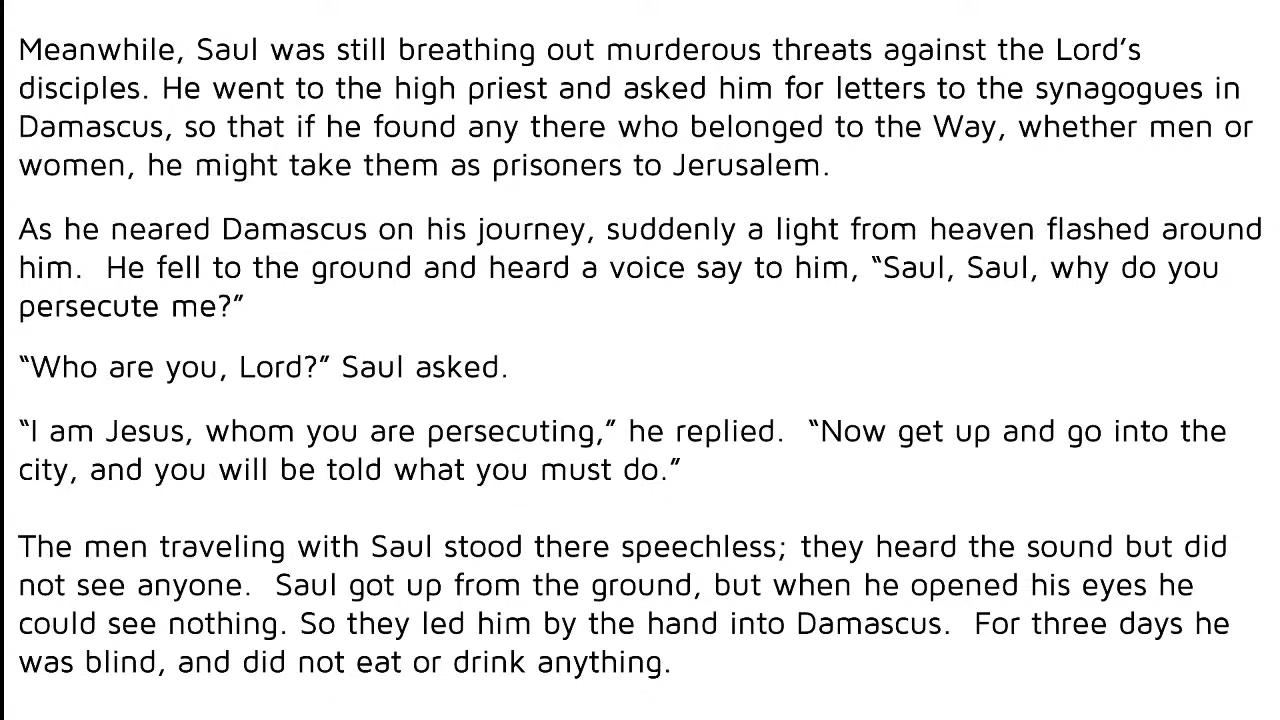 Meanwhile, Saul was still breathing out murderous threats against the Lord’s
disciples. He went to the high priest and asked him for letters to the synagogues in
Damascus, so that if he found any there who belonged to the Way, whether men or
women, he might take them as prisoners to Jerusalem.
As he neared Damascus on his journey, suddenly a light from heaven flashed around
him.  He fell to the ground and heard a voice say to him, “Saul, Saul, why do you
persecute me?”
“Who are you, Lord?” Saul asked.
“I am Jesus, whom you are persecuting,” he replied.  “Now get up and go into the
city, and you will be told what you must do.”
The men traveling with Saul stood there speechless; they heard the sound but did
not see anyone.  Saul got up from the ground, but when he opened his eyes he
could see nothing. So they led him by the hand into Damascus.  For three days he
was blind, and did not eat or drink anything.